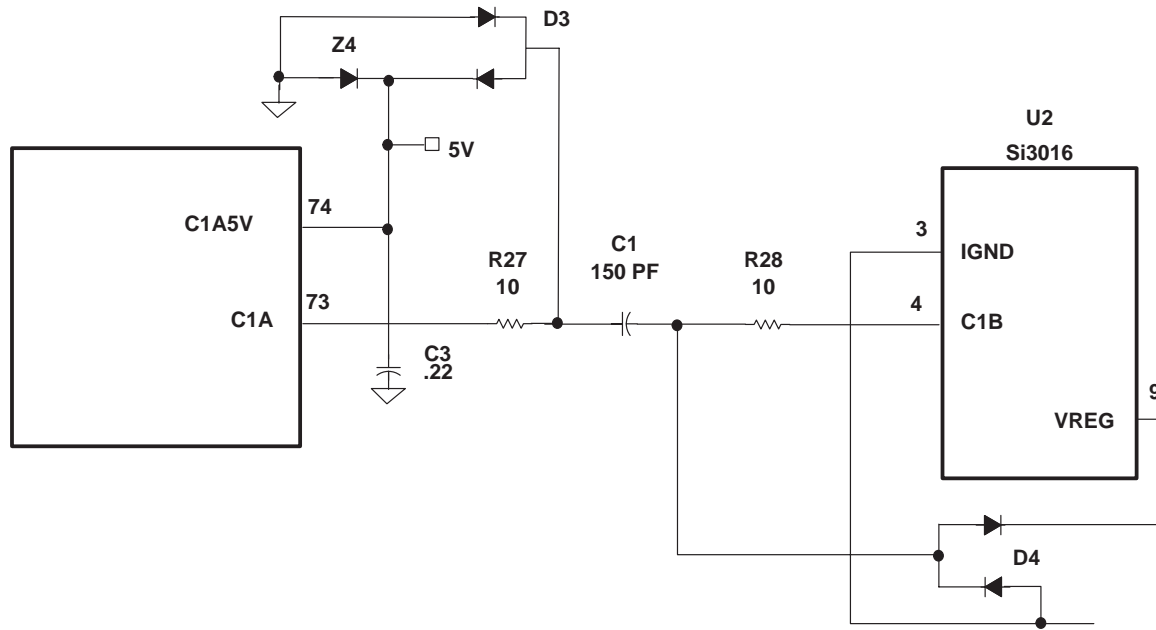 D3
Z4
5V
U2
Si3016
74
C1A5V
3
IGND
C1
150 PF
R27
10
R28
10
73
C1A
4
C1B
C3
.22
9
VREG
D4